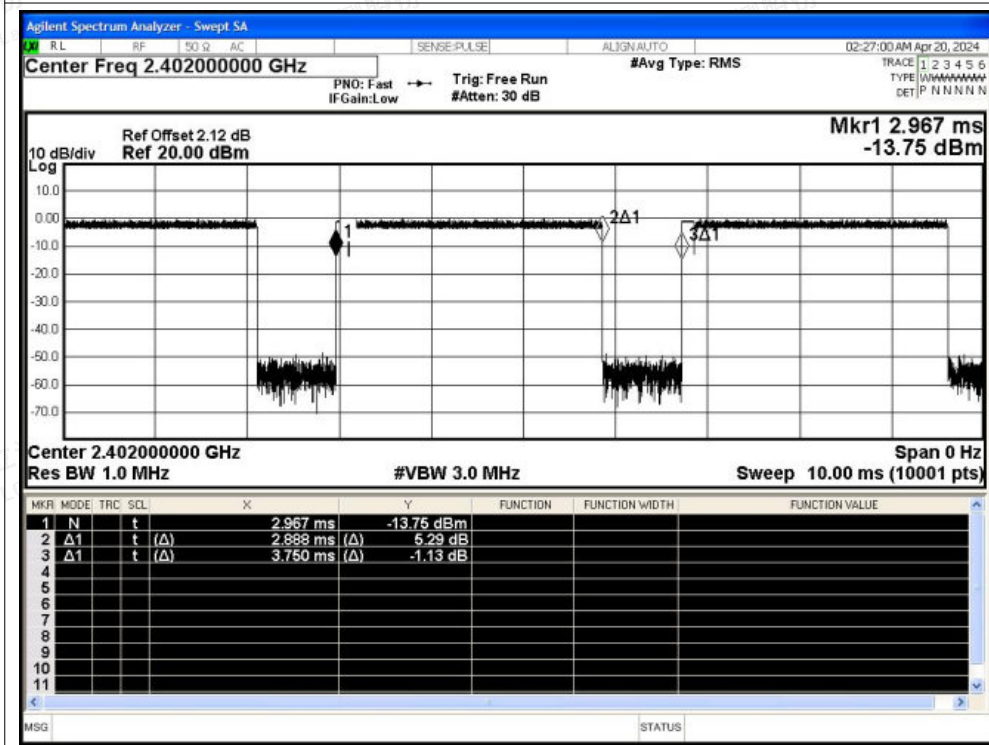 Agilent Spectrum Analyzer - Swept SA
LXI RL RF 50 Ω AC SENSE:PULSE ALIGN AUTO 02:27:00 AM Apr 20, 2024
Center Freq 2.402000000 GHz
PNO: Fast
IFGain:Low
Trig: Free Run
#Atten: 30 dB
#Avg Type: RMS
TRACE 1 2 3 4 5 6
TYPE WWWWWW
DET P N N N N N
Mkr1 2.967 ms
-13.75 dBm
Ref Offset 2.12 dB
10 dB/div Ref 20.00 dBm
Log
10.0
0.00
-10.0
-20.0
-30.0
-40.0
-50.0
-60.0
-70.0
1
2Δ1
3Δ1
Center 2.402000000 GHz Span 0 Hz
Res BW 1.0 MHz #VBW 3.0 MHz Sweep 10.00 ms (10001 pts)
MKR MODE TRC SCL X Y FUNCTION FUNCTION WIDTH FUNCTION VALUE
1 N t 2.967 ms -13.75 dBm
2 Δ1 t (Δ) 2.888 ms (Δ) 5.29 dB
3 Δ1 t (Δ) 3.750 ms (Δ) -1.13 dB
4
5
6
7
8
9
10
11
MSG STATUS